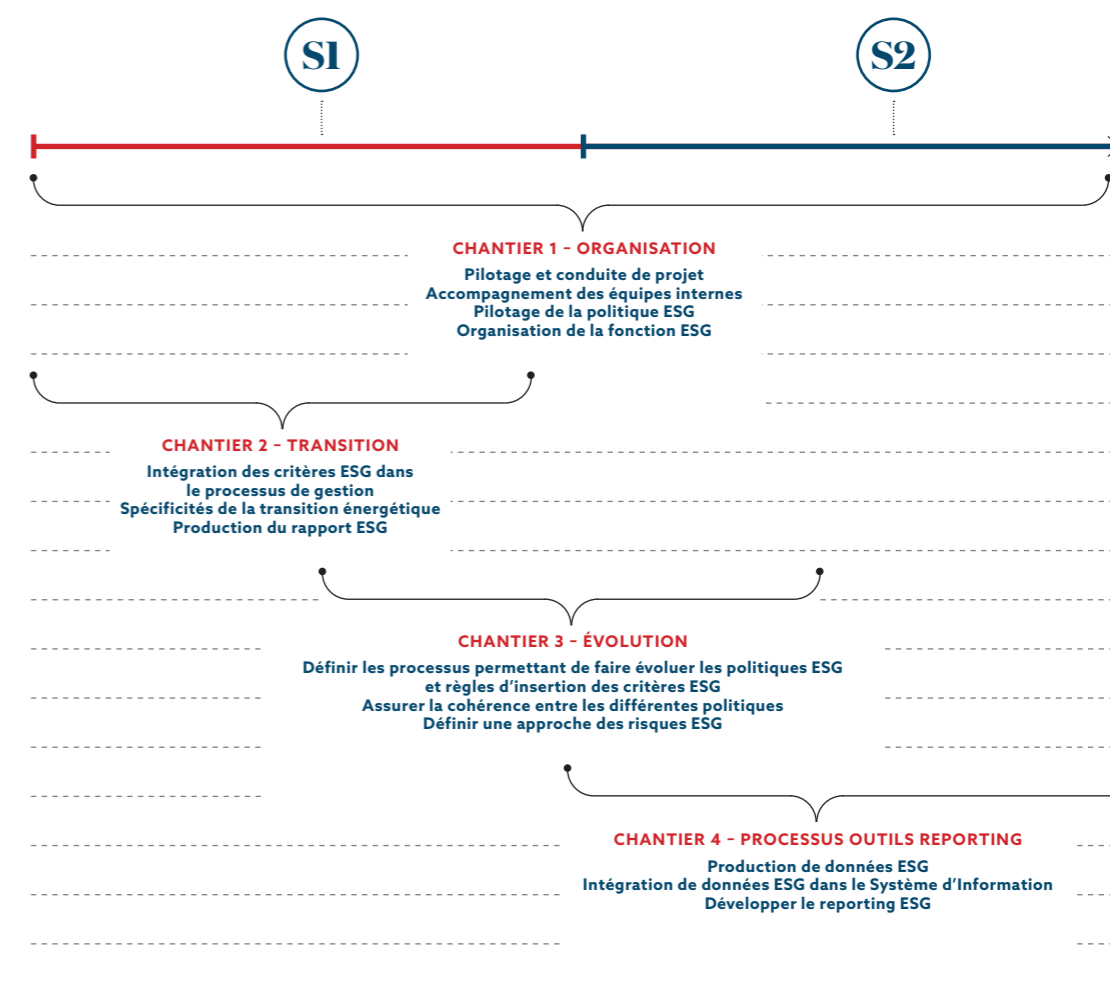 S1
S2
CHANTIER 1 – ORGANISATION
Pilotage et conduite de projet
Accompagnement des équipes internes
Pilotage de la politique ESG
Organisation de la fonction ESG
CHANTIER 2 – TRANSITION
Intégration des critères ESG dans
le processus de gestion
Spécificités de la transition énergétique
Production du rapport ESG
CHANTIER 3 – ÉVOLUTION
Définir les processus permettant de faire évoluer les politiques ESG
et règles d’insertion des critères ESG
Assurer la cohérence entre les différentes politiques
Définir une approche des risques ESG
CHANTIER 4 – PROCESSUS OUTILS REPORTING
Production de données ESG
Intégration de données ESG dans le Système d’Information
Développer le reporting ESG